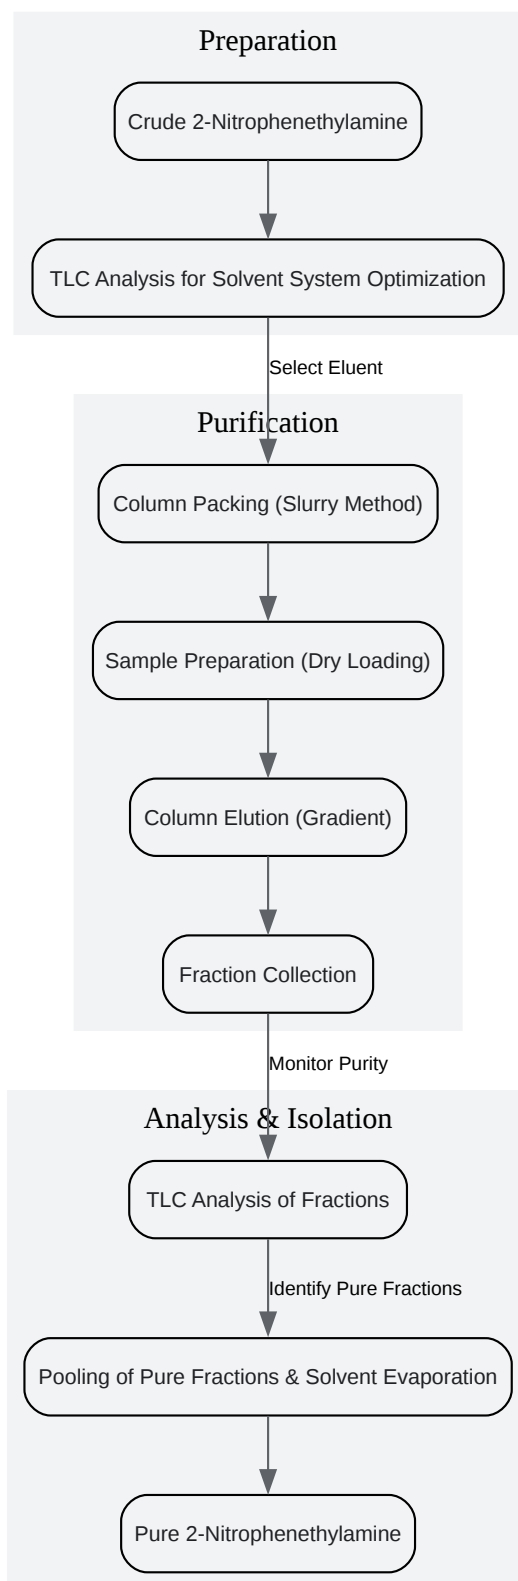 Preparation
Crude 2-Nitrophenethylamine
TLC Analysis for Solvent System Optimization
Select Eluent
Purification
Column Packing (Slurry Method)
Sample Preparation (Dry Loading)
Column Elution (Gradient)
Fraction Collection
Monitor Purity
Analysis & Isolation
TLC Analysis of Fractions
Identify Pure Fractions
Pooling of Pure Fractions & Solvent Evaporation
Pure 2-Nitrophenethylamine